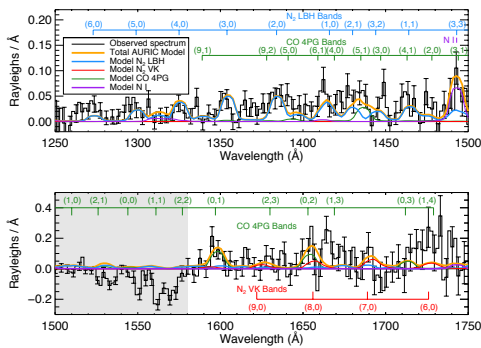 N₂ LBH Bands
(6,0) (5,0) (4,0) (3,0) (2,0) (1,0) (2,1) (3,2) (1,1) (3,3)
N II
CO 4PG Bands
(9,1) (9,2) (9,0) (6,1) (4,0) (5,1) (3,0) (4,1) (2,0) (3,1)
Observed spectrum
Total AURIC Model
Model N₂ LBH
Model N₂ VK
Model CO 4PG
Model N I
Rayleighs / Å
0.20
0.15
0.10
0.05
0.00
1250 1300 1350 1400 1450 1500
Wavelength (Å)
(1,0) (2,1) (0,0) (1,1) (2,2) (0,1) (2,3) (0,2) (1,3) (0,3) (1,4)
CO 4PG Bands
Rayleighs / Å
0.4
0.2
0.0
-0.2
N₂ VK Bands
(9,0) (8,0) (7,0) (6,0)
1500 1550 1600 1650 1700 1750
Wavelength (Å)